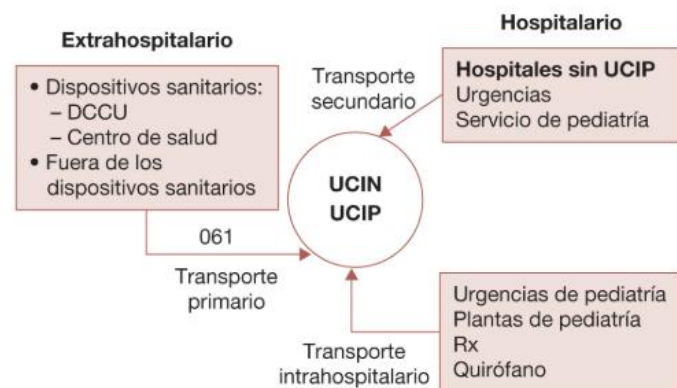 Extrahospitalario
• Dispositivos sanitarios:
– DCCU
– Centro de salud
• Fuera de los
dispositivos sanitarios
061
Transporte
primario
Hospitalario
Hospitales sin UCIP
Urgencias
Servicio de pediatría
Transporte
secundario
UCIN
UCIP
Urgencias de pediatría
Plantas de pediatría
Rx
Quirófano
Transporte
intrahospitalario